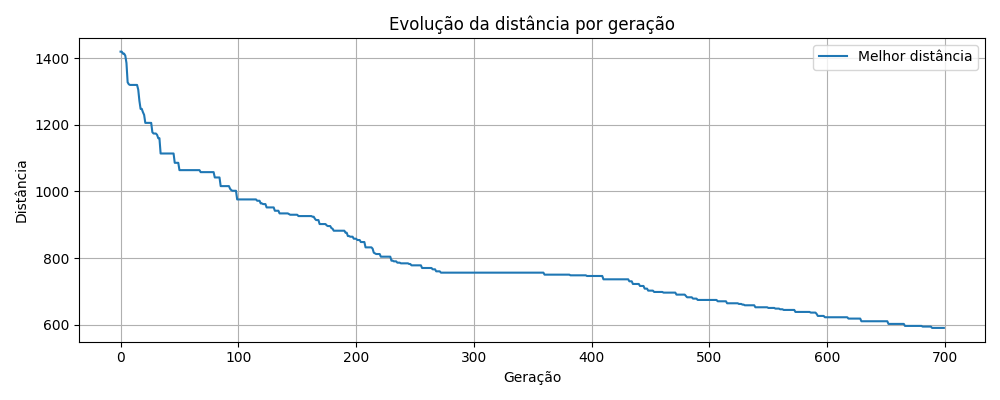 Evolução da distância por geração
Melhor distância
1400
1200
1000
800
600
Distância
0 100 200 300 400 500 600 700
Geração